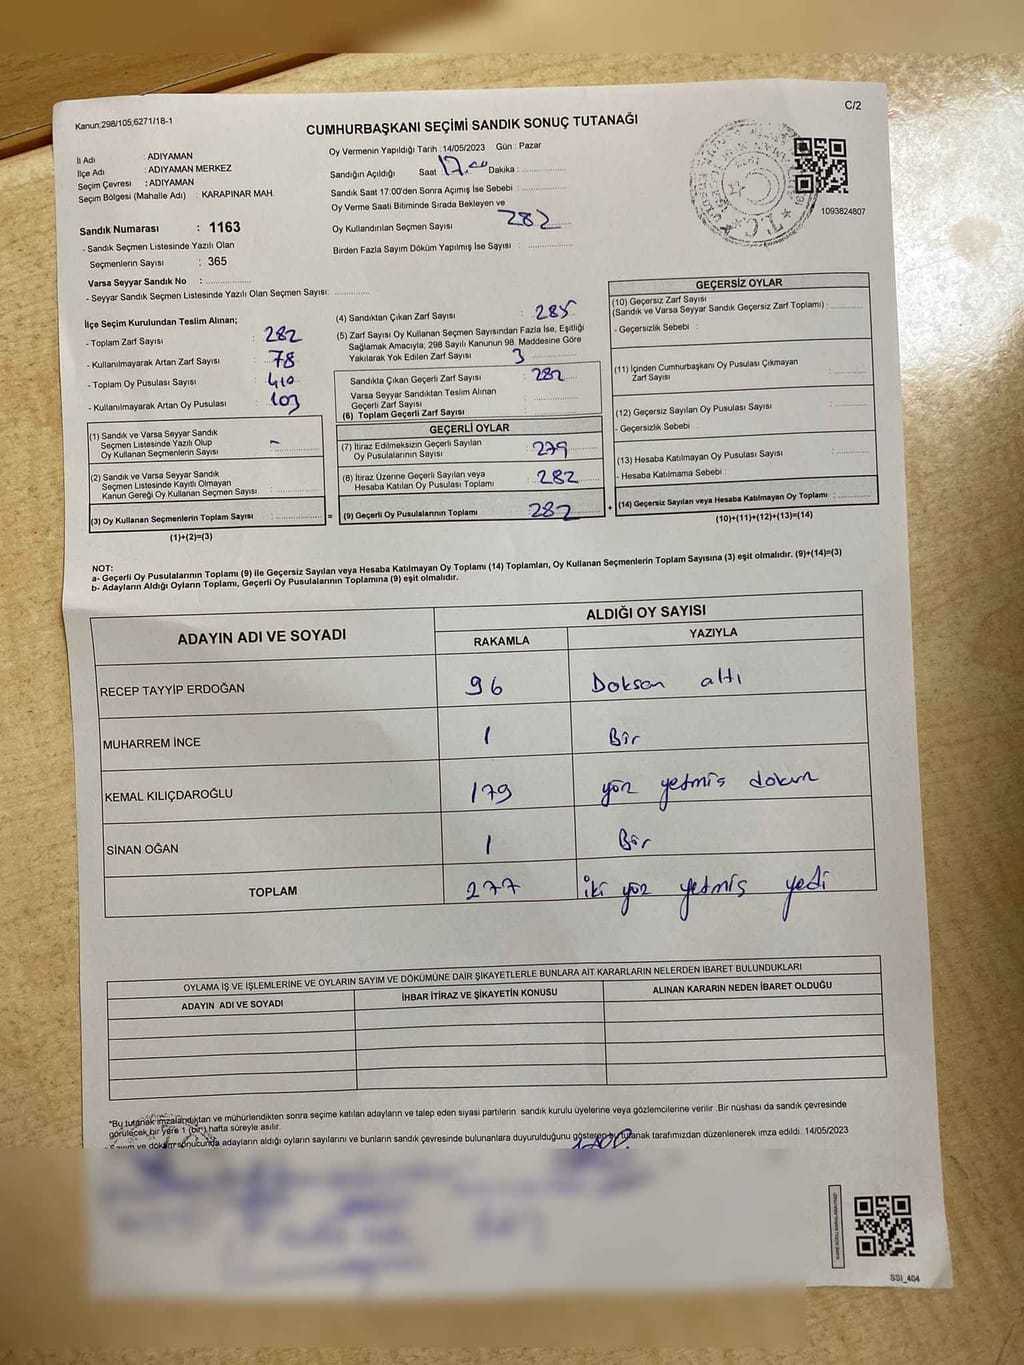 Kanun;298/105,6271/18-1
C/2
CUMHURBAŞKANI SEÇİMİ SANDIK SONUÇ TUTANAĞI
İl Adı : ADIYAMAN
İlçe Adı : ADIYAMAN MERKEZ
Seçim Çevresi : ADIYAMAN
Seçim Bölgesi (Mahalle Adı) : KARAPINAR MAH.
Sandık Numarası : 1163
- Sandık Seçmen Listesinde Yazılı Olan
Seçmenlerin Sayısı : 365
Varsa Seyyar Sandık No : ....................
- Seyyar Sandık Seçmen Listesinde Yazılı Olan Seçmen Sayısı: ............
Oy Vermenin Yapıldığı Tarih : 14/05/2023 Gün : Pazar
Sandığın Açıldığı Saat 17.00 Dakika : ...............
Sandık Saat 17:00'den Sonra Açımış İse Sebebi : ...............
Oy Verme Saati Bitiminde Sırada Bekleyen ve
Oy Kullandırılan Seçmen Sayısı 282
Birden Fazla Sayım Döküm Yapılmış İse Sayısı : ...............
T.C.
1093824807
İlçe Seçim Kurulundan Teslim Alınan;
- Toplam Zarf Sayısı : 282
- Kullanılmayarak Artan Zarf Sayısı : 78
- Toplam Oy Pusulası Sayısı : 410
- Kullanılmayarak Artan Oy Pusulası : 103
(1) Sandık ve Varsa Seyyar Sandık
Seçmen Listesinde Yazılı Olup
Oy Kullanan Seçmenlerin Sayısı : -
(2) Sandık ve Varsa Seyyar Sandık
Seçmen Listesinde Kayıtlı Olmayan
Kanun Gereği Oy Kullanan Seçmen Sayısı : ...............
(3) Oy Kullanan Seçmenlerin Toplam Sayısı : ...............
(1)+(2)=(3)
=
(4) Sandıktan Çıkan Zarf Sayısı : 285
(5) Zarf Sayısı Oy Kullanan Seçmen Sayısından Fazla İse, Eşitliği
Sağlamak Amacıyla; 298 Sayılı Kanunun 98. Maddesine Göre
Yakılarak Yok Edilen Zarf Sayısı : 3
Sandıkta Çıkan Geçerli Zarf Sayısı : 282
Varsa Seyyar Sandıktan Teslim Alınan
Geçerli Zarf Sayısı : ...............
(6) Toplam Geçerli Zarf Sayısı : ...............
GEÇERLİ OYLAR
(7) İtiraz Edilmeksizin Geçerli Sayılan
Oy Pusulalarının Sayısı : 279
(8) İtiraz Üzerine Geçerli Sayılan veya
Hesaba Katılan Oy Pusulası Toplamı : 282
(9) Geçerli Oy Pusulalarının Toplamı : 282
+
GEÇERSİZ OYLAR
(10) Geçersiz Zarf Sayısı
(Sandık ve Varsa Seyyar Sandık Geçersiz Zarf Toplamı) : ............
- Geçersizlik Sebebi :
(11) İçinden Cumhurbaşkanı Oy Pusulası Çıkmayan
Zarf Sayısı : ............
(12) Geçersiz Sayılan Oy Pusulası Sayısı : ............
- Geçersizlik Sebebi :
(13) Hesaba Katılmayan Oy Pusulası Sayısı : ............
- Hesaba Katılmama Sebebi :
(14) Geçersiz Sayılan veya Hesaba Katılmayan Oy Toplamı : ............
(10)+(11)+(12)+(13)=(14)
NOT:
a- Geçerli Oy Pusulalarının Toplamı (9) ile Geçersiz Sayılan veya Hesaba Katılmayan Oy Toplamı (14) Toplamları, Oy Kullanan Seçmenlerin Toplam Sayısına (3) eşit olmalıdır. (9)+(14)=(3)
b- Adayların Aldığı Oyların Toplamı, Geçerli Oy Pusulalarının Toplamına (9) eşit olmalıdır.
ADAYIN ADI VE SOYADI
ALDIĞI OY SAYISI
RAKAMLA YAZIYLA
RECEP TAYYİP ERDOĞAN 96 Doksan altı
MUHARREM İNCE 1 Bir
KEMAL KILIÇDAROĞLU 179 yüz yetmiş dokuz
SİNAN OĞAN 1 Bir
TOPLAM 277 iki yüz yetmiş yedi
OYLAMA İŞ VE İŞLEMLERİNE VE OYLARIN SAYIM VE DÖKÜMÜNE DAİR ŞİKAYETLERLE BUNLARA AİT KARARLARIN NELERDEN İBARET BULUNDUKLARI
ADAYIN ADI VE SOYADI İHBAR İTİRAZ VE ŞİKAYETİN KONUSU ALINAN KARARIN NEDEN İBARET OLDUĞU
"Bu tutanak imzalandıktan ve mühürlendikten sonra seçime katılan adayların ve talep eden siyasi partilerin sandık kurulu üyelerine veya gözlemcilerine verilir .Bir nüshası da sandık çevresinde
görülecek bir yere 1 (bir) hafta süreyle asılır.
Sayım ve döküm sonucunda adayların aldığı oyların sayılarını ve bunların sandık çevresinde bulunanlara duyurulduğunu gösteren bu tutanak tarafımızdan düzenlenerek imza edildi. 14/05/2023
SSI_404